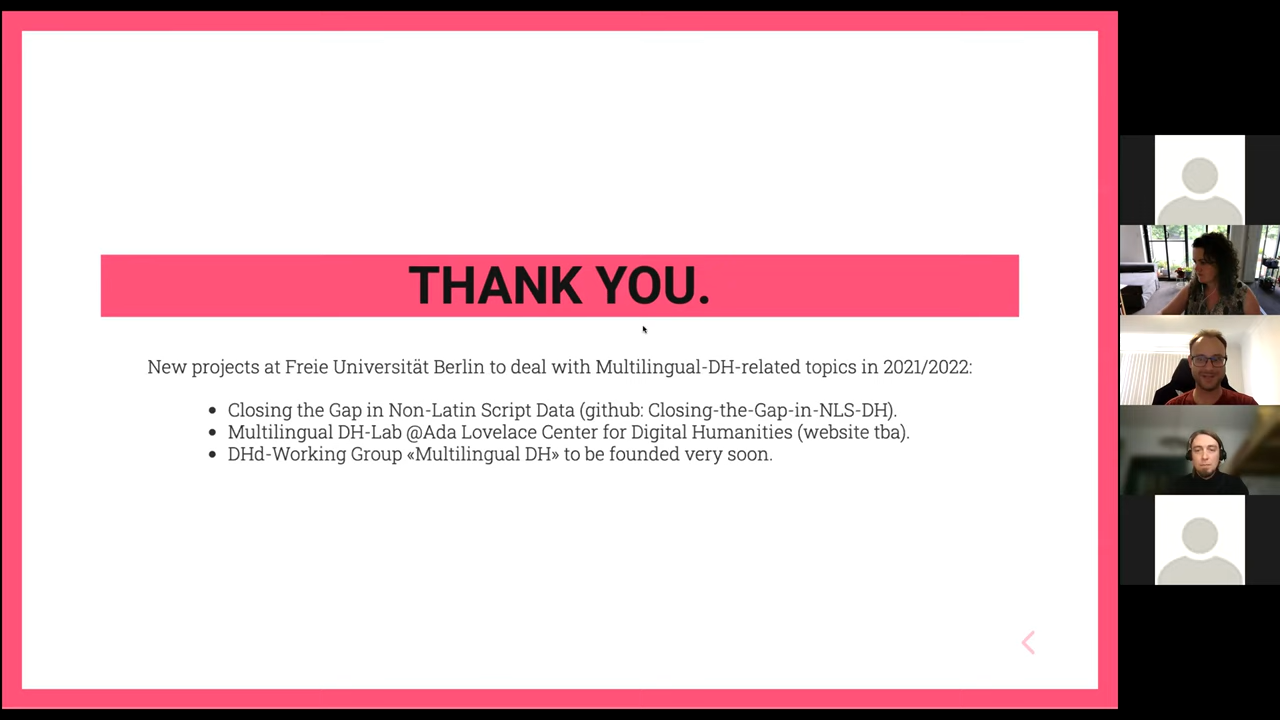 THANK YOU.
New projects at Freie Universität Berlin to deal with Multilingual-DH-related topics in 2021/2022:
• Closing the Gap in Non-Latin Script Data (github: Closing-the-Gap-in-NLS-DH).
• Multilingual DH-Lab @Ada Lovelace Center for Digital Humanities (website tba).
• DHd-Working Group «Multilingual DH» to be founded very soon.